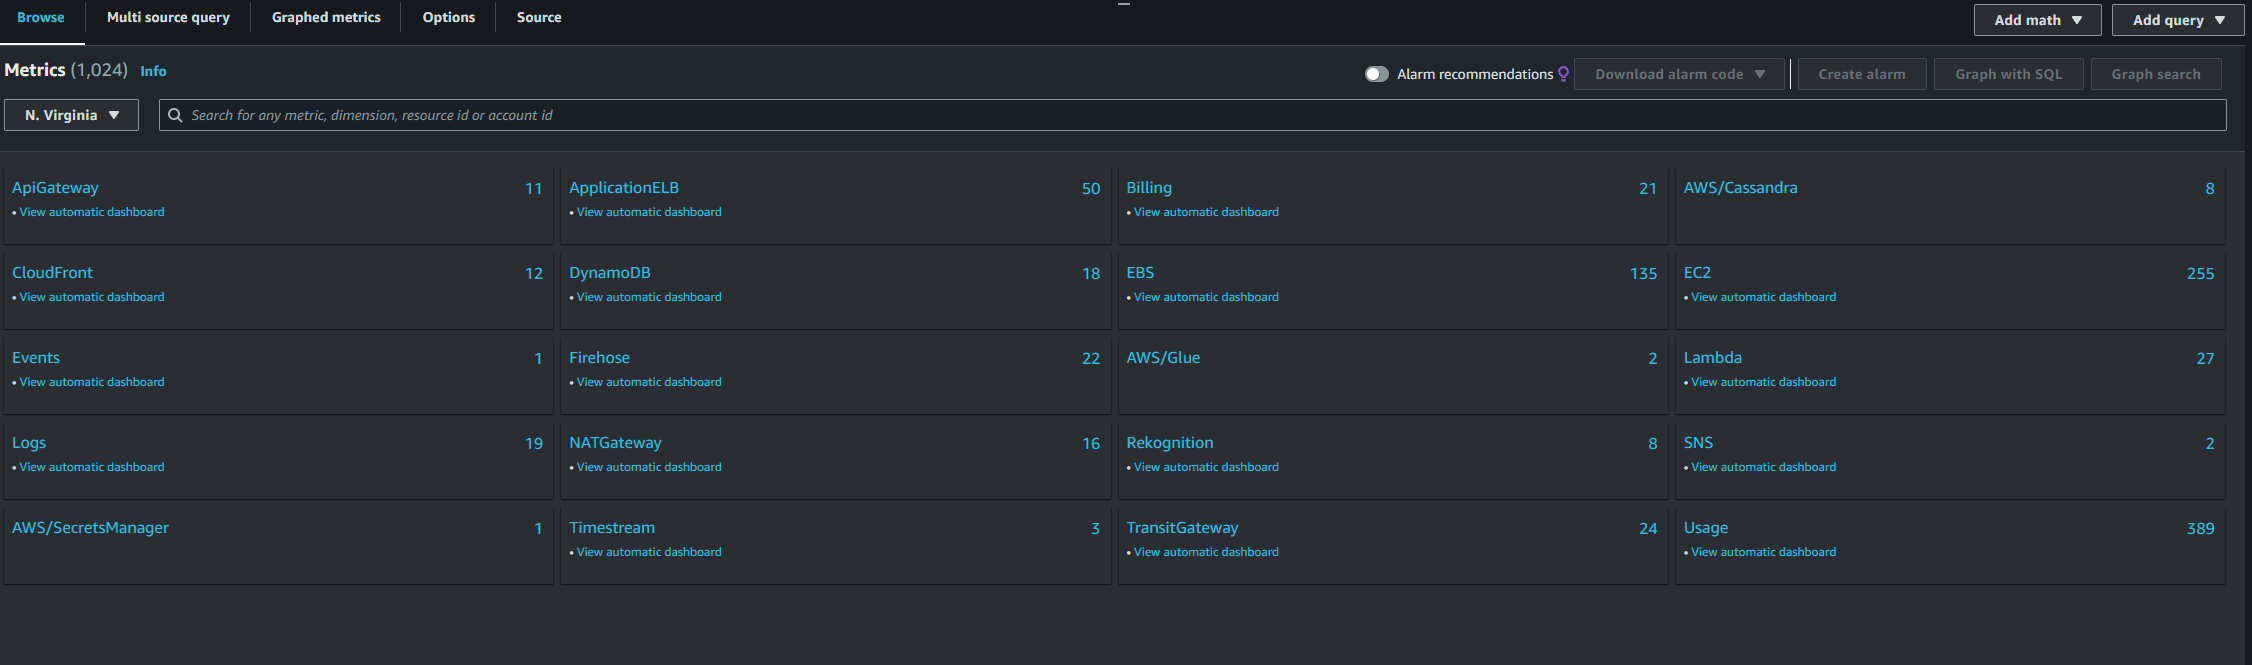 Browse Multi source query Graphed metrics Options Source Add math Add query
Metrics (1,024) Info Alarm recommendations Download alarm code Create alarm Graph with SQL Graph search
N. Virginia Search for any metric, dimension, resource id or account id
ApiGateway 11 ApplicationELB 50 Billing 21 AWS/Cassandra 8
• View automatic dashboard • View automatic dashboard • View automatic dashboard
CloudFront 12 DynamoDB 18 EBS 135 EC2 255
• View automatic dashboard • View automatic dashboard • View automatic dashboard • View automatic dashboard
Events 1 Firehose 22 AWS/Glue 2 Lambda 27
• View automatic dashboard • View automatic dashboard • View automatic dashboard
Logs 19 NATGateway 16 Rekognition 8 SNS 2
• View automatic dashboard • View automatic dashboard • View automatic dashboard • View automatic dashboard
AWS/SecretsManager 1 Timestream 3 TransitGateway 24 Usage 389
• View automatic dashboard • View automatic dashboard • View automatic dashboard